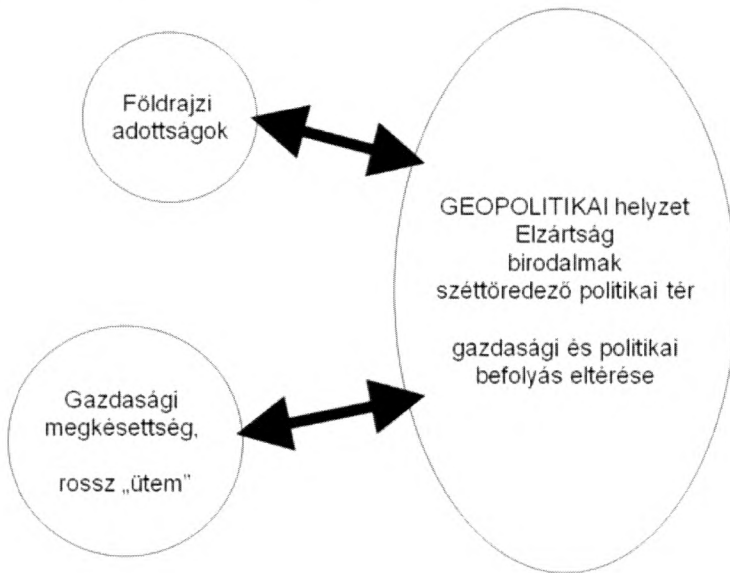 Földrajzi
adottságok
GEOPOLITIKAI helyzet
Elzártság
birodalmak
széttöredező politikai tér
gazdasági és politikai
befolyás eltérése
Gazdasági
megkésettség,
rossz „ütem”